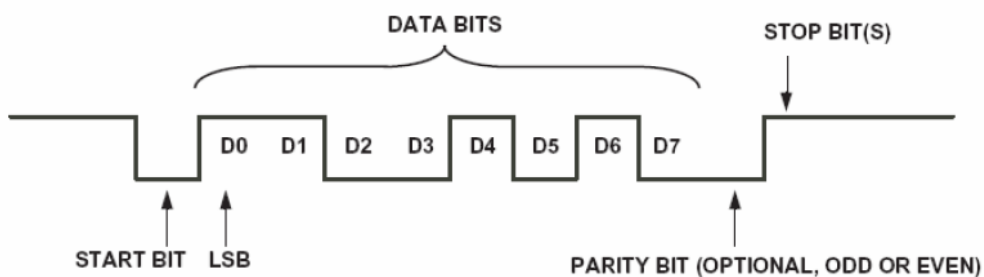 DATA BITS
STOP BIT(S)
D0 D1 D2 D3 D4 D5 D6 D7
START BIT LSB
PARITY BIT (OPTIONAL, ODD OR EVEN)